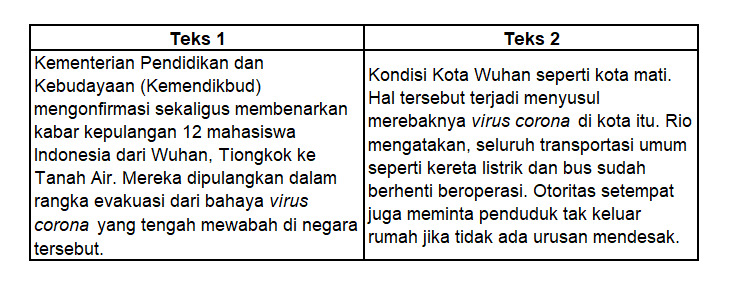 Teks 1
Kementerian Pendidikan dan
Kebudayaan (Kemendikbud)
mengonfirmasi sekaligus membenarkan
kabar kepulangan 12 mahasiswa
Indonesia dari Wuhan, Tiongkok ke
Tanah Air. Mereka dipulangkan dalam
rangka evakuasi dari bahaya virus
corona yang tengah mewabah di negara
tersebut.
Teks 2
Kondisi Kota Wuhan seperti kota mati.
Hal tersebut terjadi menyusul
merebaknya virus corona di kota itu. Rio
mengatakan, seluruh transportasi umum
seperti kereta listrik dan bus sudah
berhenti beroperasi. Otoritas setempat
juga meminta penduduk tak keluar
rumah jika tidak ada urusan mendesak.